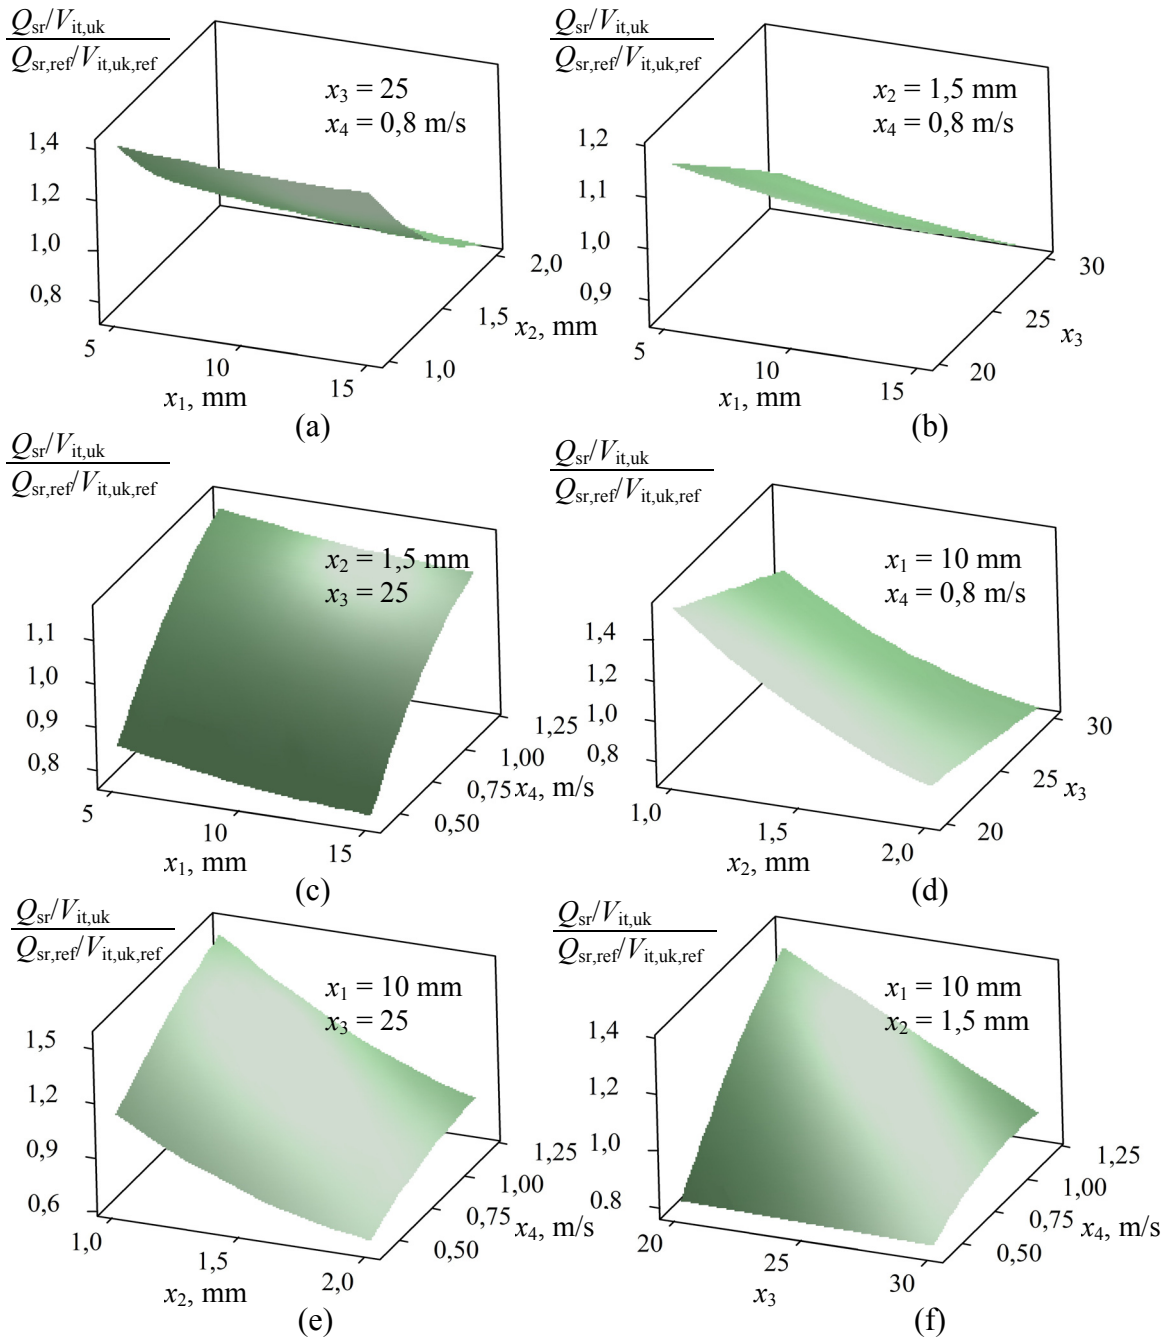 Qsr/Vit,uk
Qsr,ref/Vit,uk,ref
x3 = 25
x4 = 0,8 m/s
1,4
1,2
1,0
0,8
5
10
15
x1, mm
1,0
1,5
2,0
x2, mm
(a)
Qsr/Vit,uk
Qsr,ref/Vit,uk,ref
x2 = 1,5 mm
x4 = 0,8 m/s
1,2
1,1
1,0
0,9
5
10
15
x1, mm
20
25
30
x3
(b)
Qsr/Vit,uk
Qsr,ref/Vit,uk,ref
x2 = 1,5 mm
x3 = 25
1,1
1,0
0,9
0,8
5
10
15
x1, mm
0,50
0,75
1,00
1,25
x4, m/s
(c)
Qsr/Vit,uk
Qsr,ref/Vit,uk,ref
x1 = 10 mm
x4 = 0,8 m/s
1,4
1,2
1,0
0,8
1,0
1,5
2,0
x2, mm
20
25
30
x3
(d)
Qsr/Vit,uk
Qsr,ref/Vit,uk,ref
x1 = 10 mm
x3 = 25
1,5
1,2
0,9
0,6
1,0
1,5
2,0
x2, mm
0,50
0,75
1,00
1,25
x4, m/s
(e)
Qsr/Vit,uk
Qsr,ref/Vit,uk,ref
x1 = 10 mm
x2 = 1,5 mm
1,4
1,2
1,0
0,8
20
25
30
x3
0,50
0,75
1,00
1,25
x4, m/s
(f)